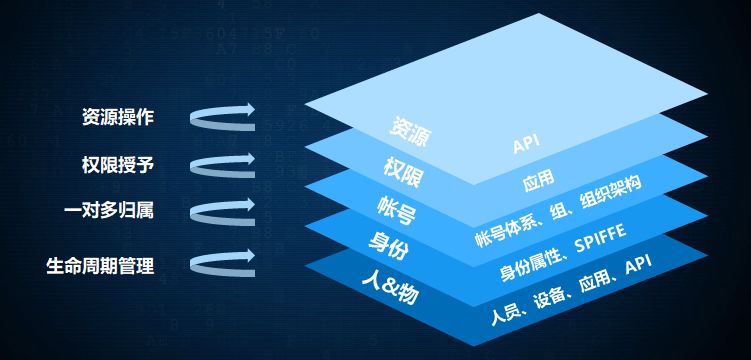 资源操作
权限授予
一对多归属
生命周期管理
资源
API
权限
应用
帐号
帐号体系、组、组织架构
身份
身份属性、SPIFFE
人&物
人员、设备、应用、API